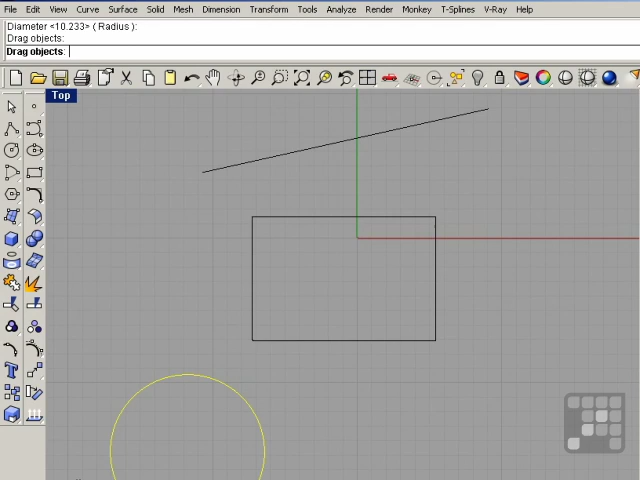 File Edit View Curve Surface Solid Mesh Dimension Transform Tools Analyze Render Monkey T-Splines V-Ray Help
Diameter <10.233> ( Radius ):
Drag objects:
Drag objects:
Top